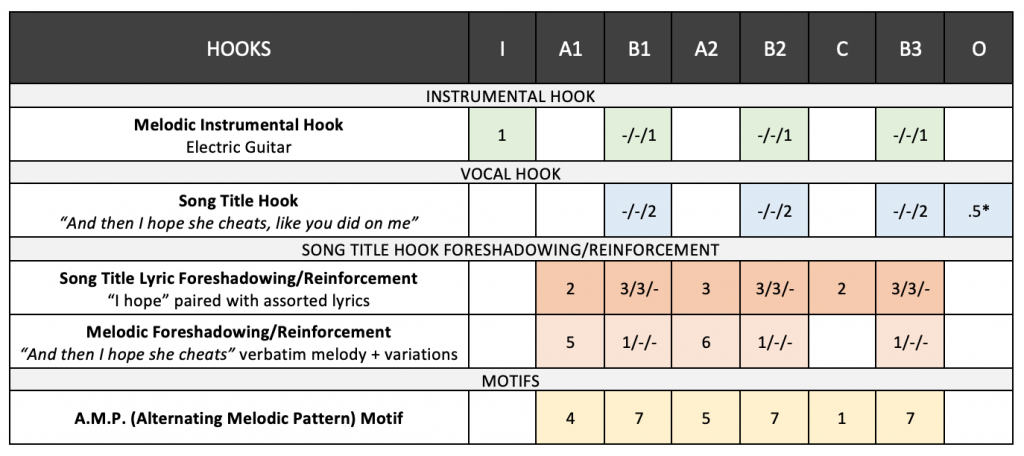 HOOKS I A1 B1 A2 B2 C B3 O
INSTRUMENTAL HOOK
Melodic Instrumental Hook
Electric Guitar
1 -/-/1 -/-/1 -/-/1
VOCAL HOOK
Song Title Hook
“And then I hope she cheats, like you did on me”
-/-/2 -/-/2 -/-/2 .5*
SONG TITLE HOOK FORESHADOWING/REINFORCEMENT
Song Title Lyric Foreshadowing/Reinforcement
“I hope” paired with assorted lyrics
2 3/3/- 3 3/3/- 2 3/3/-
Melodic Foreshadowing/Reinforcement
“And then I hope she cheats” verbatim melody + variations
5 1/-/- 6 1/-/- 1/-/-
MOTIFS
A.M.P. (Alternating Melodic Pattern) Motif 4 7 5 7 1 7